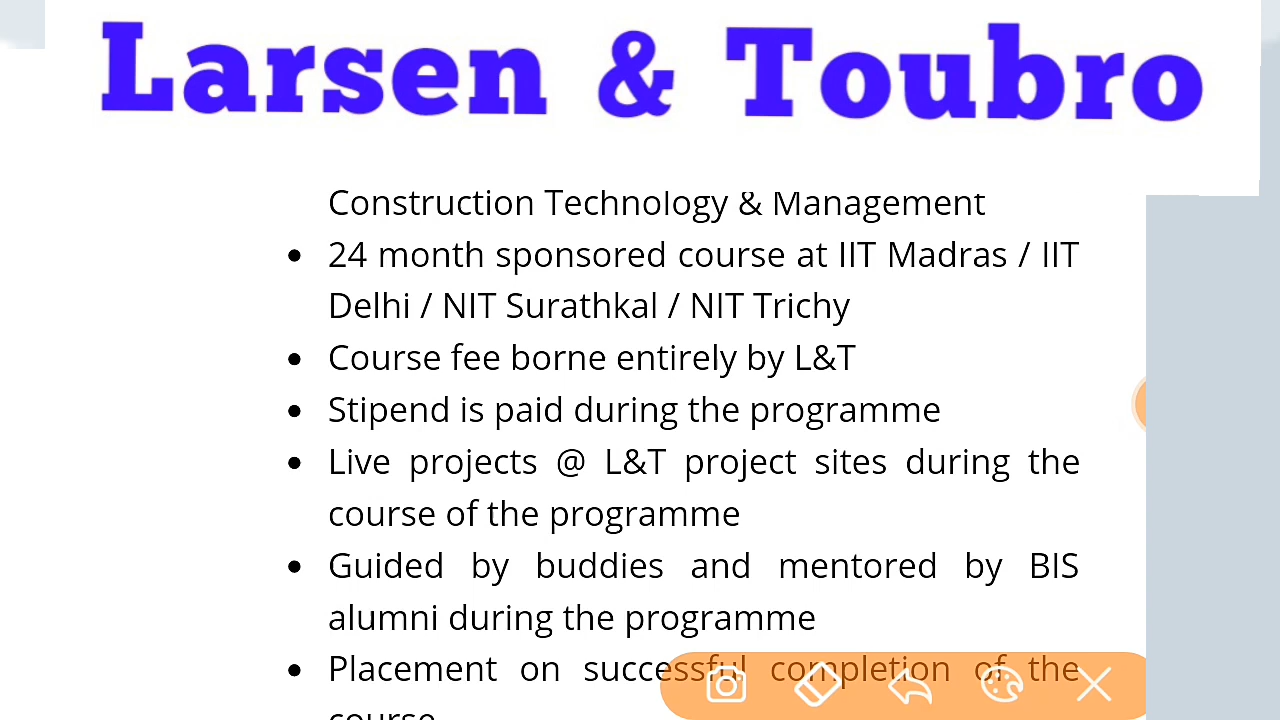 Larsen & Toubro
Construction Technology & Management
• 24 month sponsored course at IIT Madras / IIT
Delhi / NIT Surathkal / NIT Trichy
• Course fee borne entirely by L&T
• Stipend is paid during the programme
• Live projects @ L&T project sites during the
course of the programme
• Guided by buddies and mentored by BIS
alumni during the programme
• Placement on successful completion of the
course